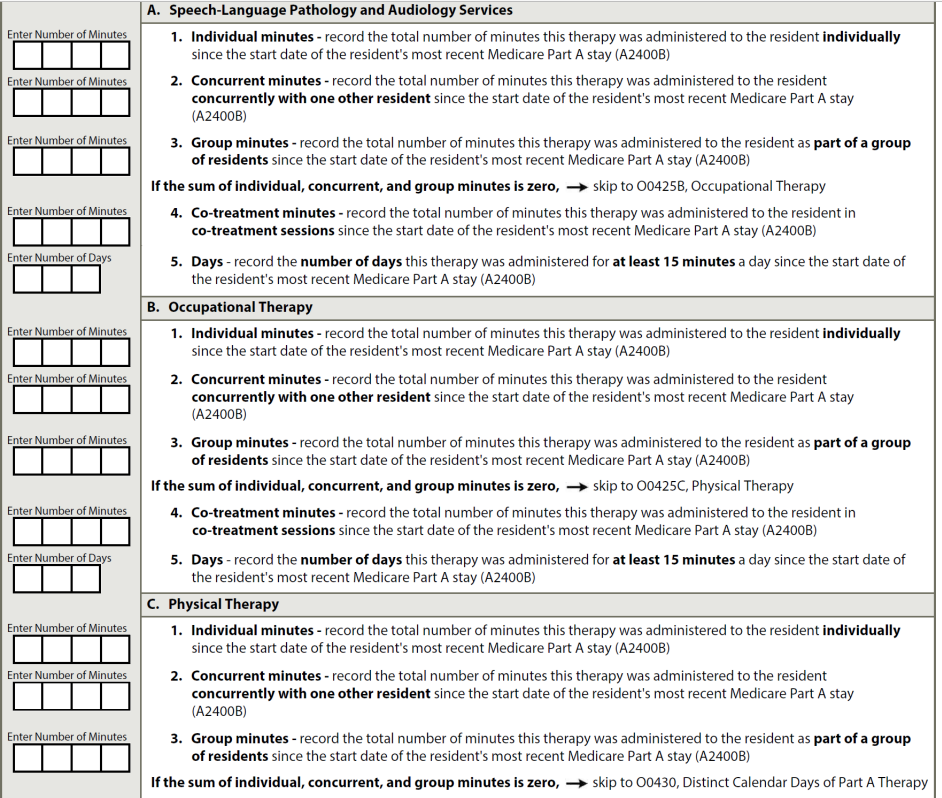 A. Speech-Language Pathology and Audiology Services
Enter Number of Minutes
1. Individual minutes - record the total number of minutes this therapy was administered to the resident individually
since the start date of the resident's most recent Medicare Part A stay (A2400B)
Enter Number of Minutes
2. Concurrent minutes - record the total number of minutes this therapy was administered to the resident
concurrently with one other resident since the start date of the resident's most recent Medicare Part A stay
(A2400B)
Enter Number of Minutes
3. Group minutes - record the total number of minutes this therapy was administered to the resident as part of a group
of residents since the start date of the resident's most recent Medicare Part A stay (A2400B)
If the sum of individual, concurrent, and group minutes is zero, → skip to O0425B, Occupational Therapy
Enter Number of Minutes
4. Co-treatment minutes - record the total number of minutes this therapy was administered to the resident in
co-treatment sessions since the start date of the resident's most recent Medicare Part A stay (A2400B)
Enter Number of Days
5. Days - record the number of days this therapy was administered for at least 15 minutes a day since the start date of
the resident's most recent Medicare Part A stay (A2400B)
B. Occupational Therapy
Enter Number of Minutes
1. Individual minutes - record the total number of minutes this therapy was administered to the resident individually
since the start date of the resident's most recent Medicare Part A stay (A2400B)
Enter Number of Minutes
2. Concurrent minutes - record the total number of minutes this therapy was administered to the resident
concurrently with one other resident since the start date of the resident's most recent Medicare Part A stay
(A2400B)
Enter Number of Minutes
3. Group minutes - record the total number of minutes this therapy was administered to the resident as part of a group
of residents since the start date of the resident's most recent Medicare Part A stay (A2400B)
If the sum of individual, concurrent, and group minutes is zero, → skip to O0425C, Physical Therapy
Enter Number of Minutes
4. Co-treatment minutes - record the total number of minutes this therapy was administered to the resident in
co-treatment sessions since the start date of the resident's most recent Medicare Part A stay (A2400B)
Enter Number of Days
5. Days - record the number of days this therapy was administered for at least 15 minutes a day since the start date of
the resident's most recent Medicare Part A stay (A2400B)
C. Physical Therapy
Enter Number of Minutes
1. Individual minutes - record the total number of minutes this therapy was administered to the resident individually
since the start date of the resident's most recent Medicare Part A stay (A2400B)
Enter Number of Minutes
2. Concurrent minutes - record the total number of minutes this therapy was administered to the resident
concurrently with one other resident since the start date of the resident's most recent Medicare Part A stay
(A2400B)
Enter Number of Minutes
3. Group minutes - record the total number of minutes this therapy was administered to the resident as part of a group
of residents since the start date of the resident's most recent Medicare Part A stay (A2400B)
If the sum of individual, concurrent, and group minutes is zero, → skip to O0430, Distinct Calendar Days of Part A Therapy